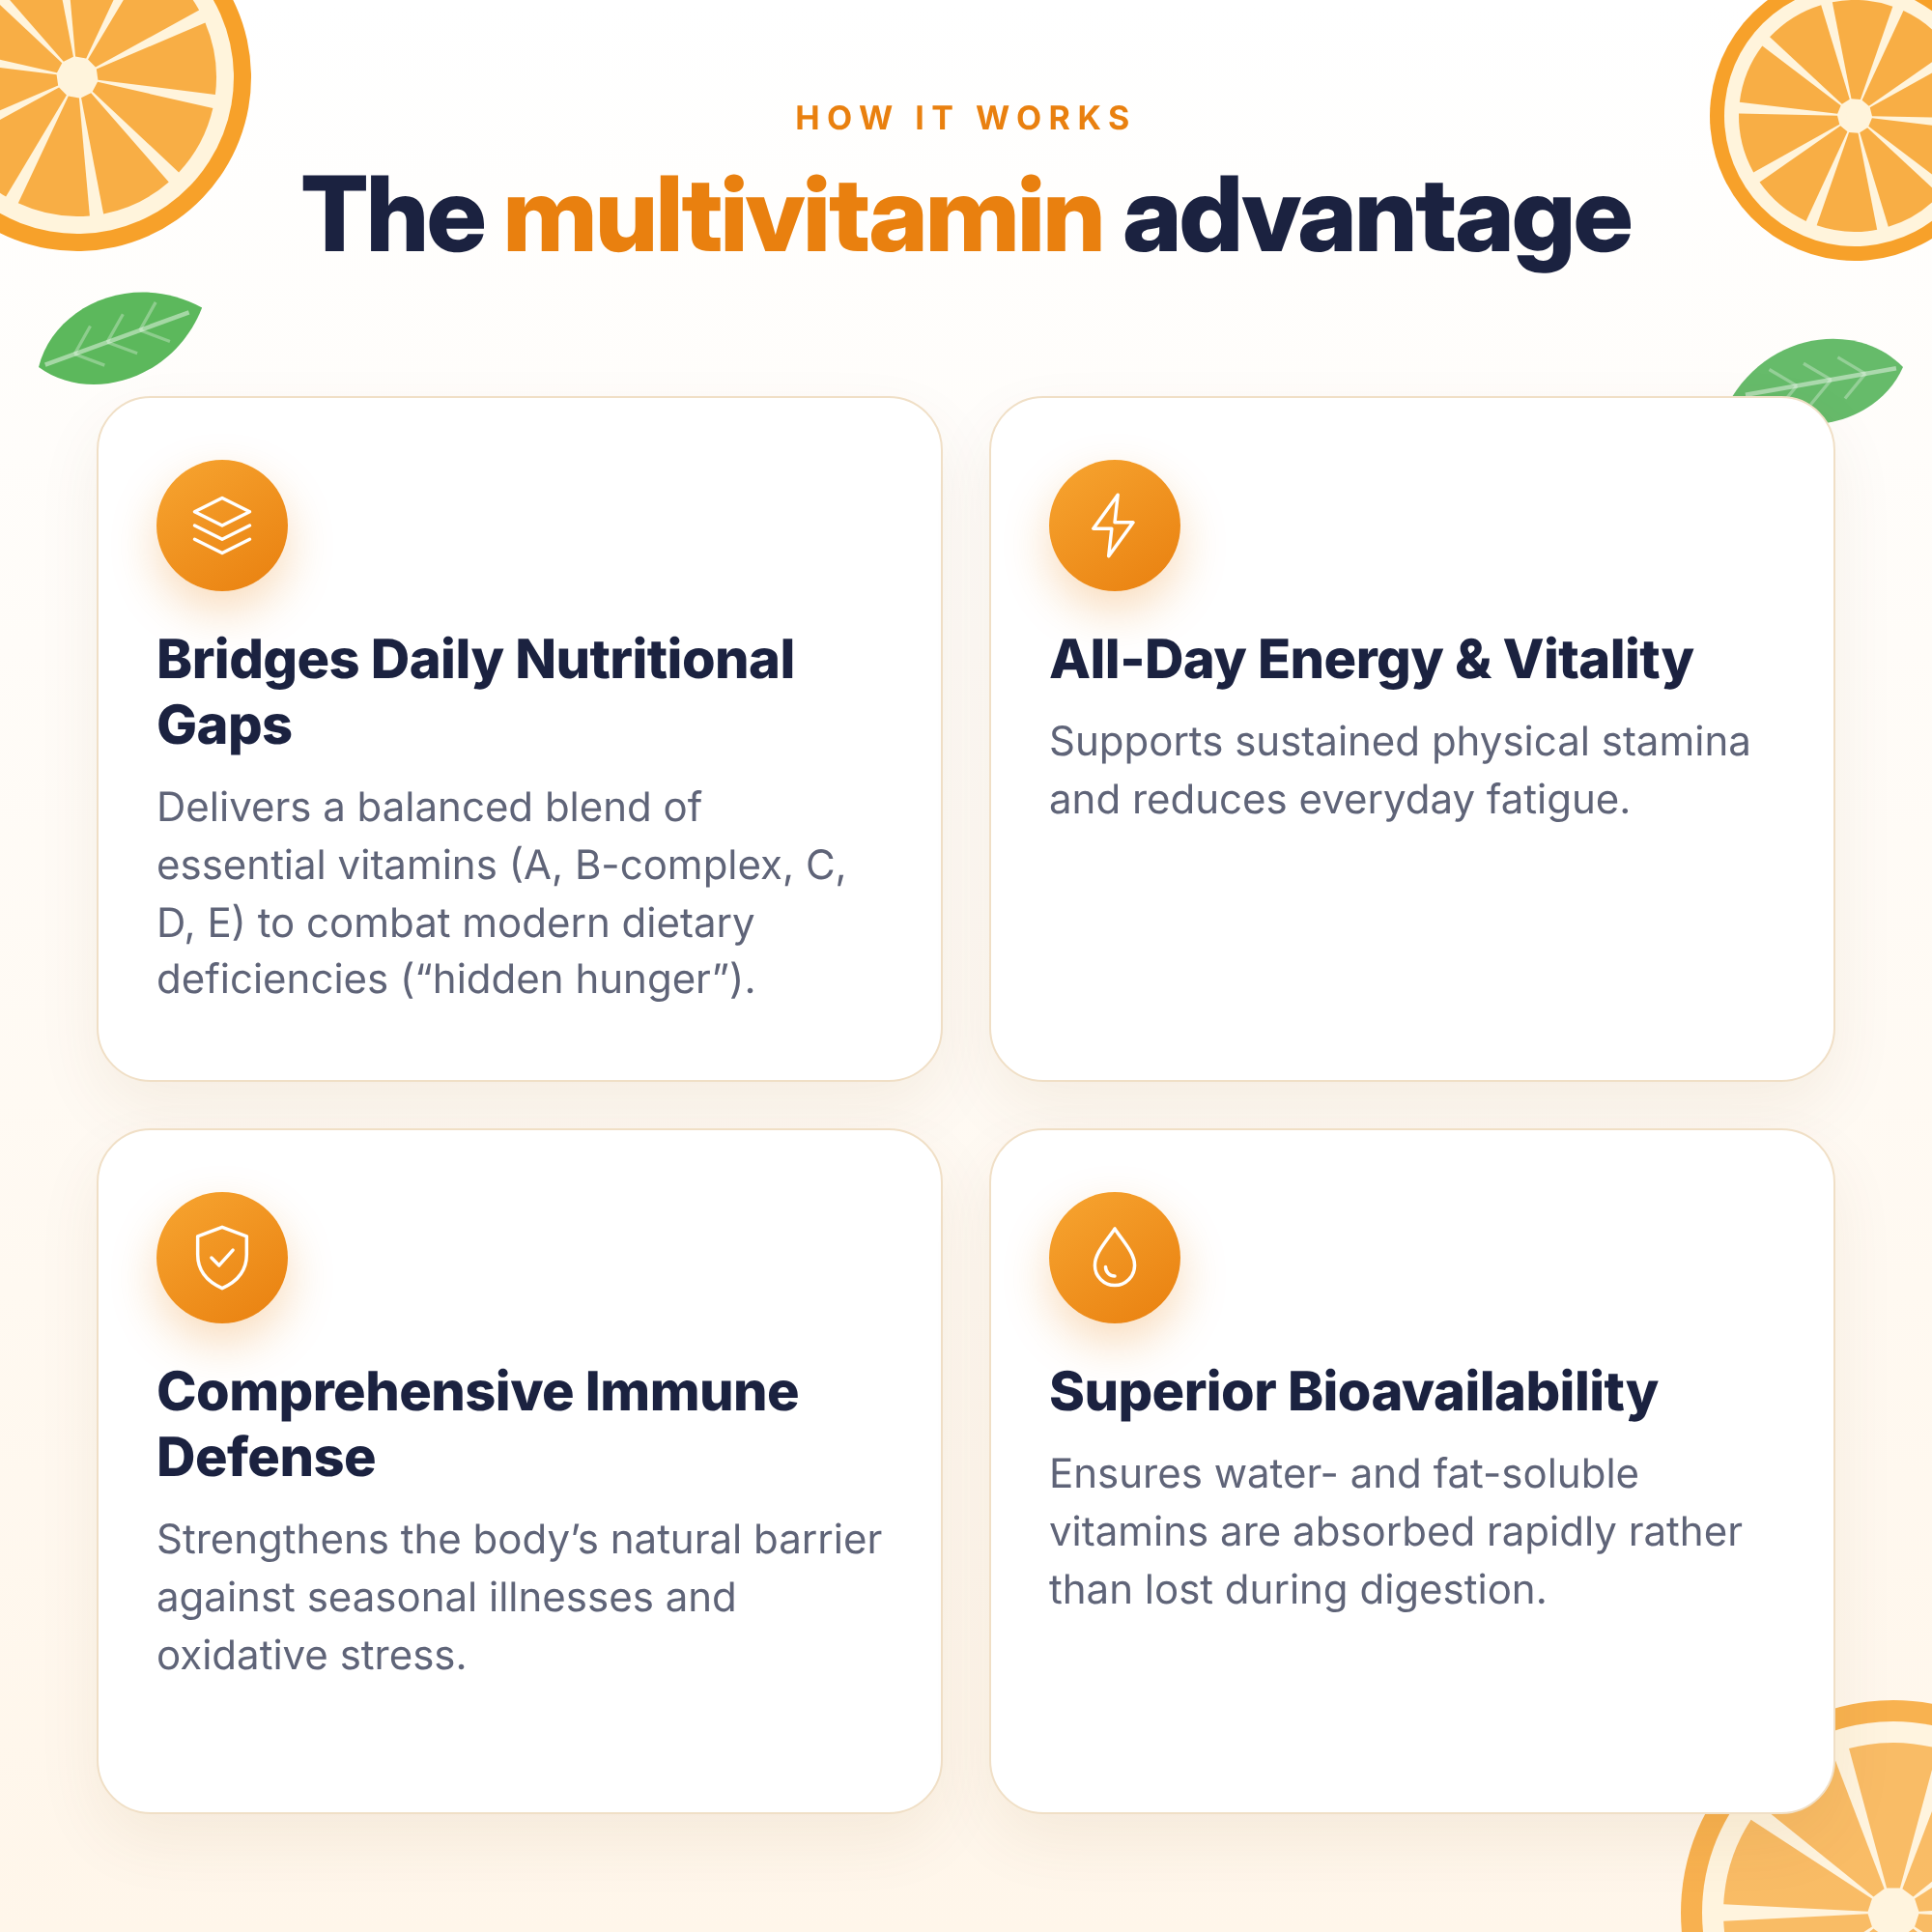 HOW IT WORKS
The multivitamin advantage
Bridges Daily Nutritional
Gaps
Delivers a balanced blend of
essential vitamins (A, B-complex, C,
D, E) to combat modern dietary
deficiencies (“hidden hunger”).
All-Day Energy & Vitality
Supports sustained physical stamina
and reduces everyday fatigue.
Comprehensive Immune
Defense
Strengthens the body’s natural barrier
against seasonal illnesses and
oxidative stress.
Superior Bioavailability
Ensures water- and fat-soluble
vitamins are absorbed rapidly rather
than lost during digestion.